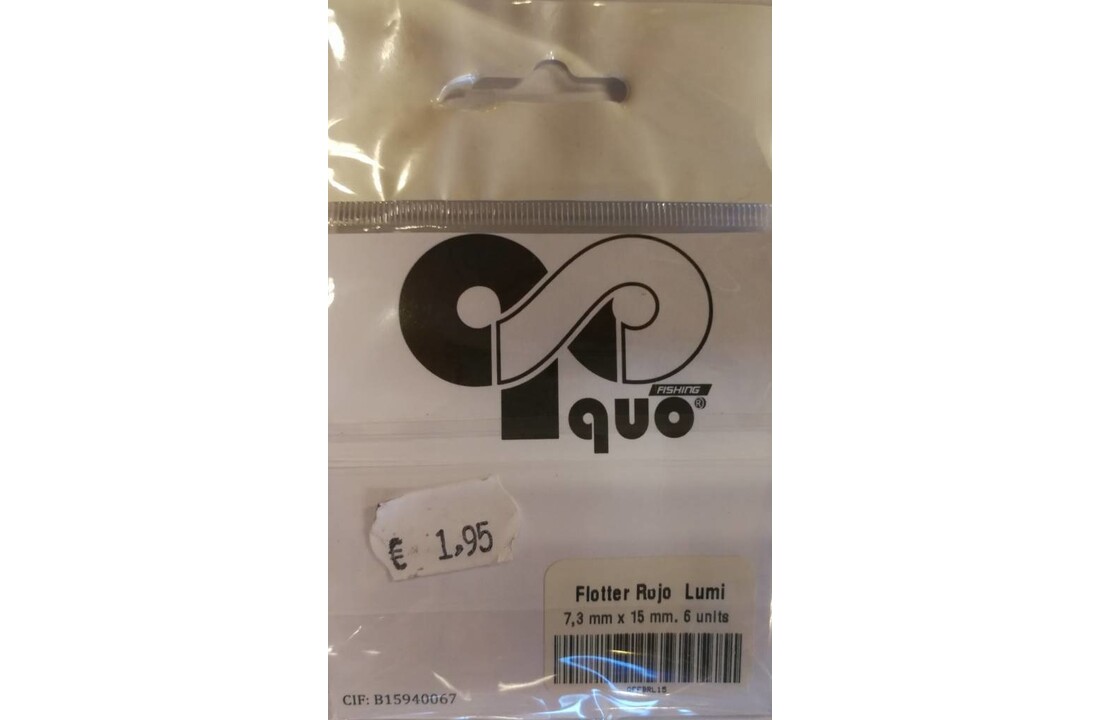 FISHING
quo®
€ 1,95
Flotter Rojo Lumi
7,3 mm x 15 mm. 6 units
CIF: B15940067